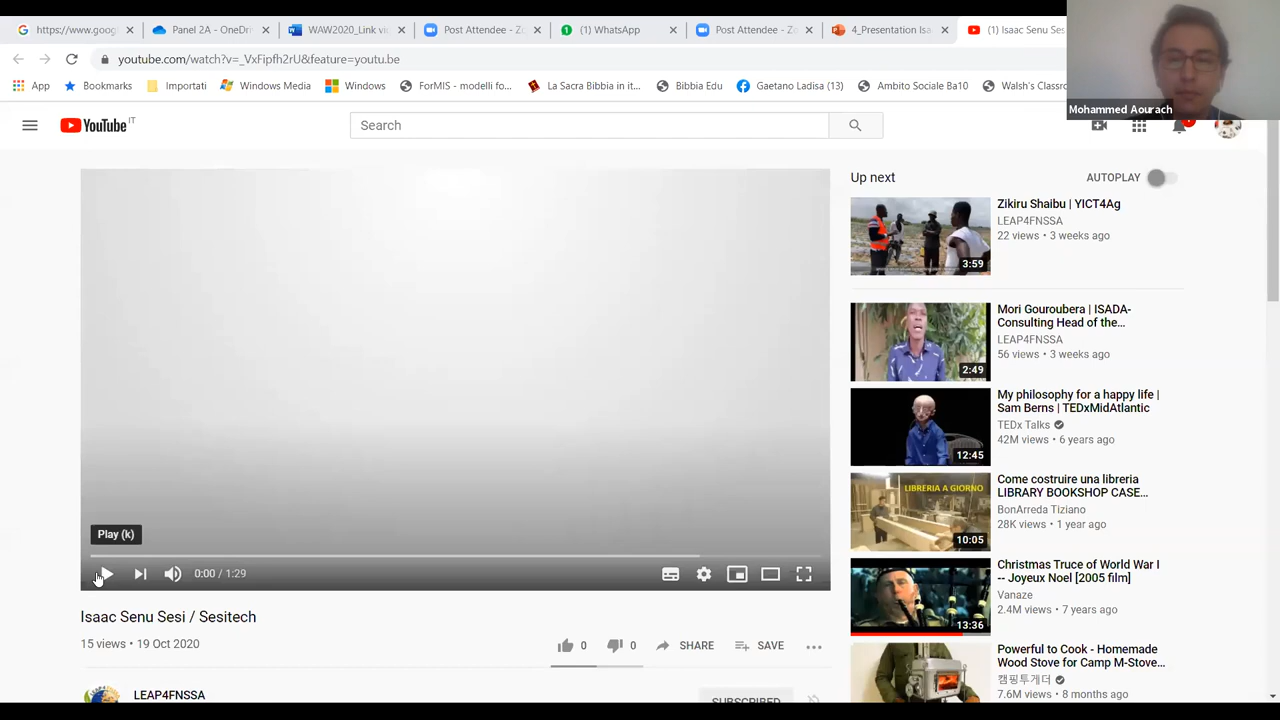 https://www.goog
Panel 2A - OneDri
WAW2020_Link vi
Post Attendee - Zo
(1) WhatsApp
Post Attendee - Zo
4_Presentation Isa
(1) Isaac Senu Ses
youtube.com/watch?v=_VxFipfh2rU&feature=youtu.be
App
Bookmarks
Importati
Windows Media
Windows
ForMIS - modelli fo...
La Sacra Bibbia in it...
Bibbia Edu
Gaetano Ladisa (13)
Ambito Sociale Ba10
Walsh's Classro
Mohammed Aourach
YouTube IT
Search
Up next
AUTOPLAY
Zikiru Shaibu | YICT4Ag
LEAP4FNSSA
22 views • 3 weeks ago
3:59
Mori Gouroubera | ISADA-
Consulting Head of the...
LEAP4FNSSA
56 views • 3 weeks ago
2:49
My philosophy for a happy life |
Sam Berns | TEDxMidAtlantic
TEDx Talks
42M views • 6 years ago
12:45
LIBRERIA A GIORNO
Come costruire una libreria
LIBRARY BOOKSHOP CASE...
BonArreda Tiziano
28K views • 1 year ago
10:05
Christmas Truce of World War I
-- Joyeux Noel [2005 film]
Vanaze
2.4M views • 7 years ago
13:36
Powerful to Cook - Homemade
Wood Stove for Camp M-Stove...
캠핑투게더
7.6M views • 8 months ago
Play (k)
0:00 / 1:29
Isaac Senu Sesi / Sesitech
15 views • 19 Oct 2020
0
0
SHARE
SAVE
LEAP4FNSSA
SUBSCRIBED